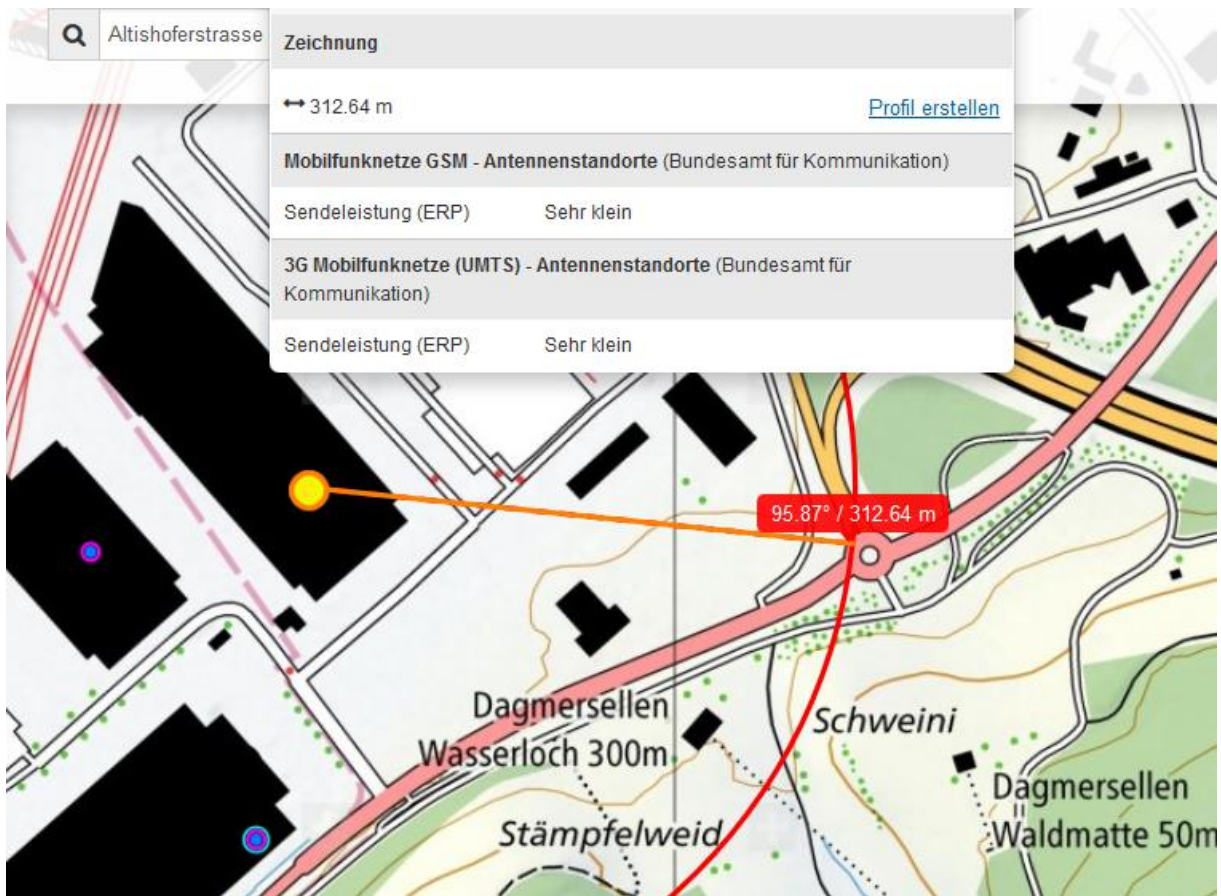 Altishoferstrasse
Zeichnung
312.64 m
Profil erstellen
Mobilfunknetze GSM - Antennenstandorte (Bundesamt für Kommunikation)
Sendeleistung (ERP) Sehr klein
3G Mobilfunknetze (UMTS) - Antennenstandorte (Bundesamt für
Kommunikation)
Sendeleistung (ERP) Sehr klein
95.87° / 312.64 m
Dagmersellen
Wasserloch 300m
Schweini
Dagmersellen
Waldmatte 50m
Stämpfelweid